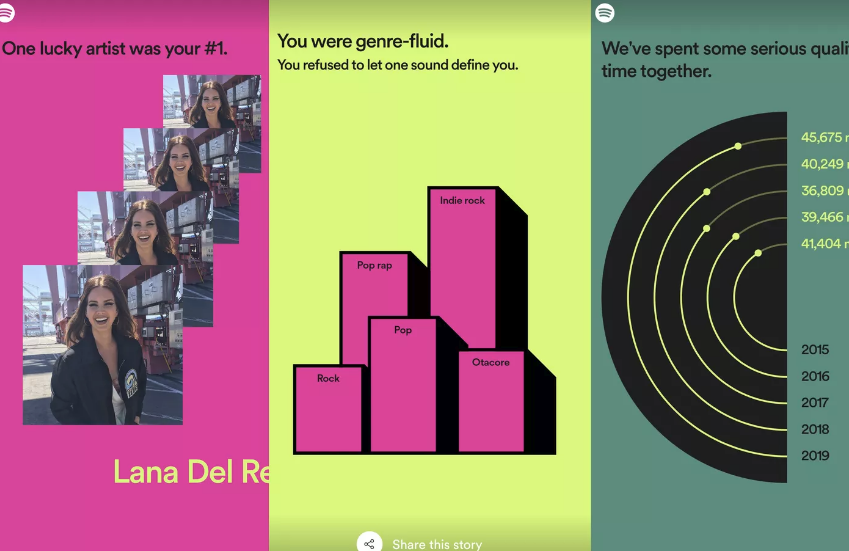 One lucky artist was your #1.
Lana Del Re
You were genre-fluid.
You refused to let one sound define you.
Indie rock
Pop rap
Pop
Otacore
Rock
Share this story
We've spent some serious quali
time together.
45,675 r
40,249 r
36,809 r
39,466 r
41,404 r
2015
2016
2017
2018
2019